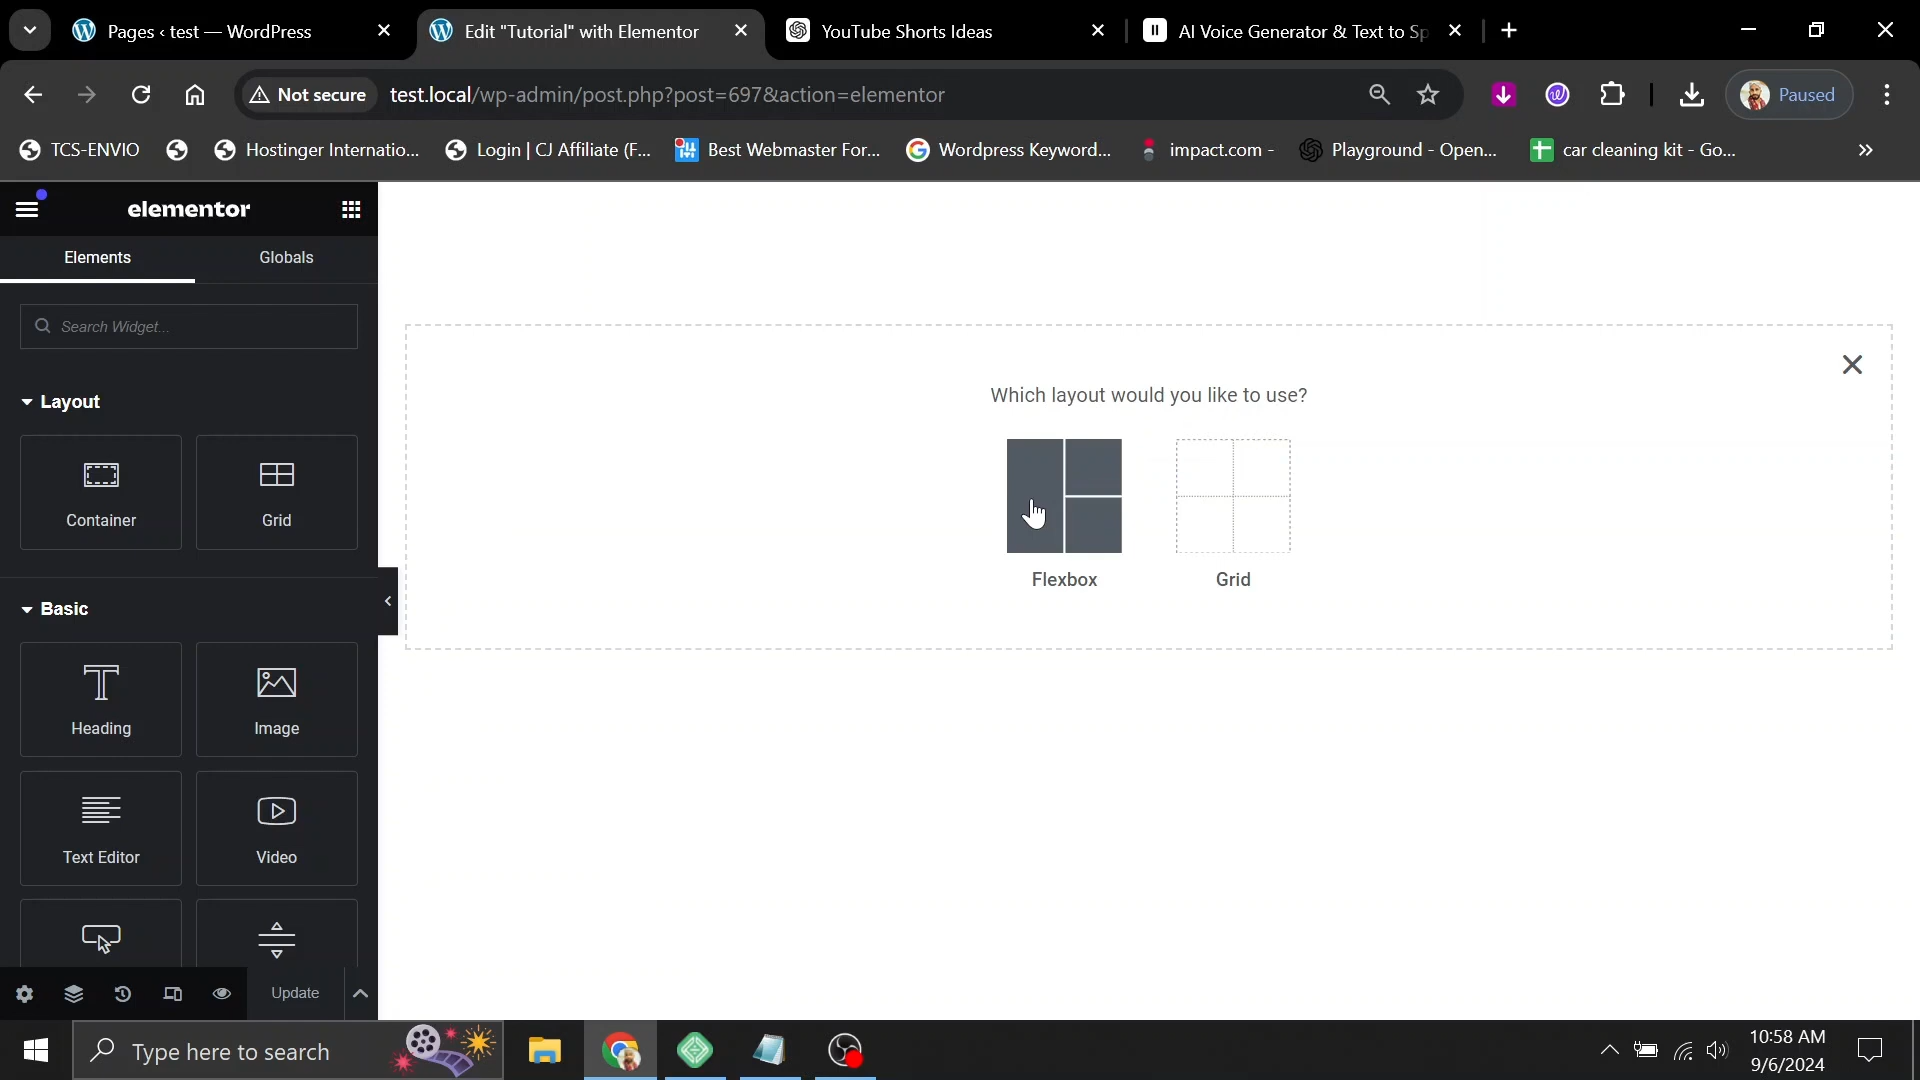 Pages ‹ test — WordPress
Edit "Tutorial" with Elementor
YouTube Shorts Ideas
AI Voice Generator & Text to Sp
Not secure
test.local/wp-admin/post.php?post=697&action=elementor
Paused
TCS-ENVIO
Hostinger Internatio...
Login | CJ Affiliate (F...
Best Webmaster For...
Wordpress Keyword...
impact.com -
Playground - Open...
car cleaning kit - Go...
elementor
Elements
Globals
Search Widget...
Layout
Container
Grid
Basic
Heading
Image
Text Editor
Video
Update
Which layout would you like to use?
Flexbox
Grid
Type here to search
10:58 AM
9/6/2024